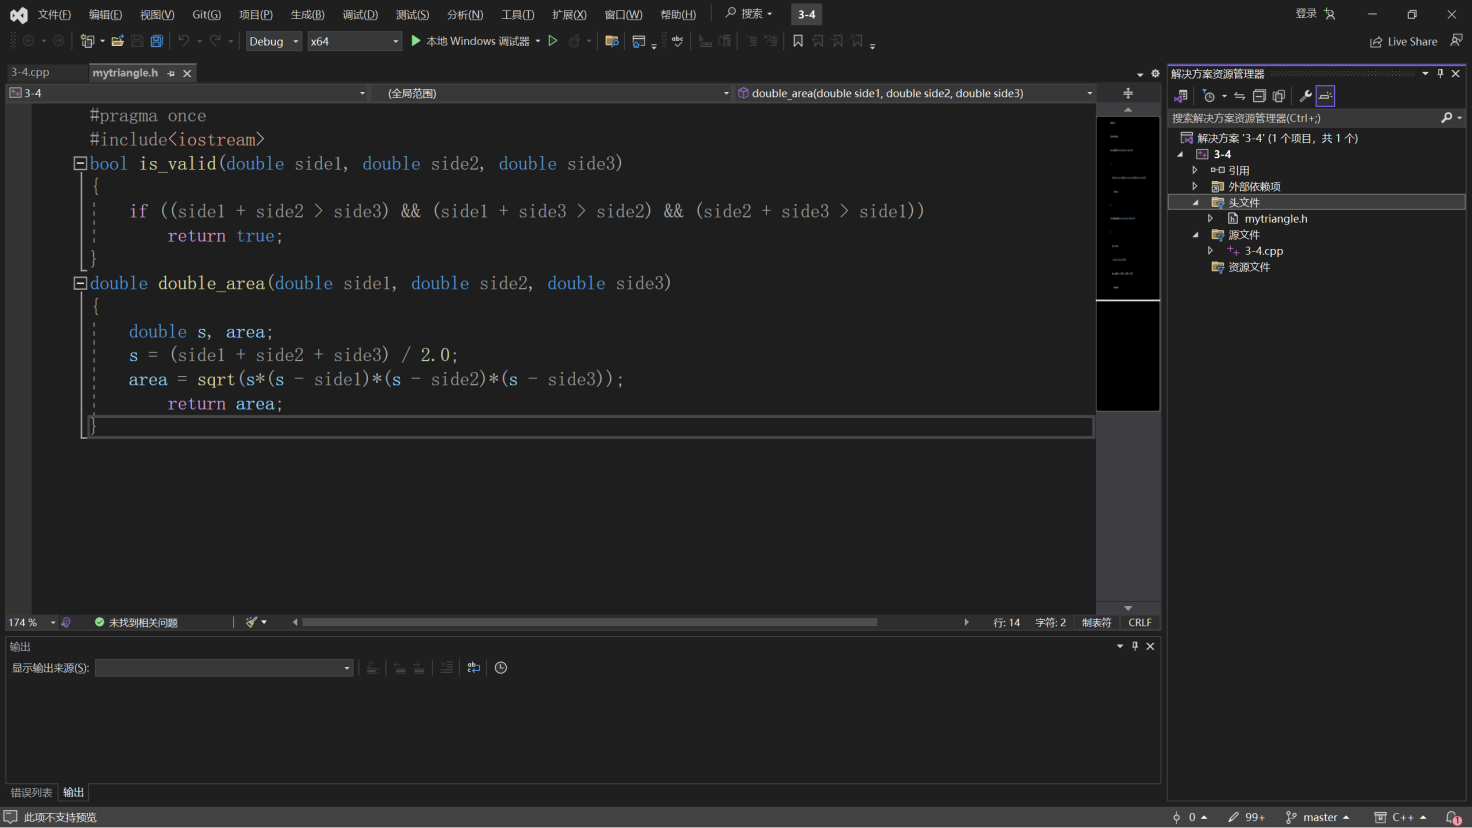 文件(F) 编辑(E) 视图(V) Git(G) 项目(P) 生成(B) 调试(D) 测试(S) 分析(N) 工具(T) 扩展(X) 窗口(W) 帮助(H) 搜索 3-4 登录
Debug x64 本地 Windows 调试器 Live Share
3-4.cpp mytriangle.h
3-4 (全局范围) double_area(double side1, double side2, double side3)
#pragma once
#include<iostream>
bool is_valid(double side1, double side2, double side3)
{
if ((side1 + side2 > side3) && (side1 + side3 > side2) && (side2 + side3 > side1))
return true;
}
double double_area(double side1, double side2, double side3)
{
double s, area;
s = (side1 + side2 + side3) / 2.0;
area = sqrt(s*(s - side1)*(s - side2)*(s - side3));
return area;
}
174 % 未找到相关问题 行: 14 字符: 2 制表符 CRLF
输出
显示输出来源(S):
错误列表 输出
此项不支持预览 0 99+ master C++ 1
解决方案资源管理器
搜索解决方案资源管理器(Ctrl+;)
解决方案 '3-4' (1 个项目，共 1 个)
3-4
引用
外部依赖项
头文件
mytriangle.h
源文件
3-4.cpp
资源文件